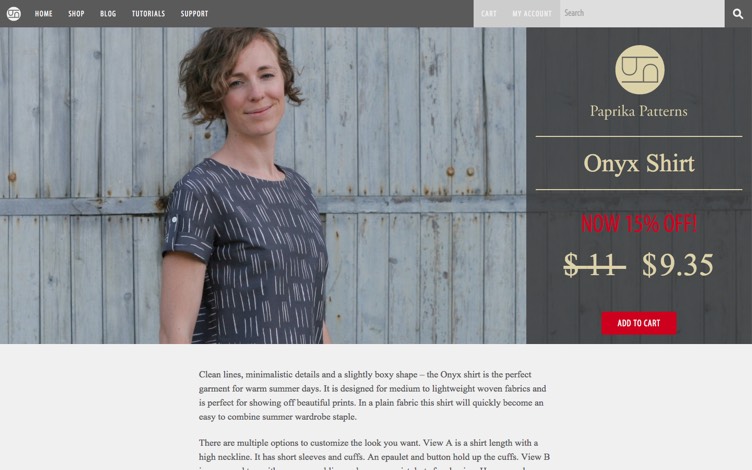 HOME SHOP BLOG TUTORIALS SUPPORT CART MY ACCOUNT Search
Paprika Patterns
Onyx Shirt
NOW 15% OFF!
$ 11 $9.35
ADD TO CART
Clean lines, minimalistic details and a slightly boxy shape – the Onyx shirt is the perfect
garment for warm summer days. It is designed for medium to lightweight woven fabrics and
is perfect for showing off beautiful prints. In a plain fabric this shirt will quickly become an
easy to combine summer wardrobe staple.
There are multiple options to customize the look you want. View A is a shirt length with a
high neckline. It has short sleeves and cuffs. An epaulet and button hold up the cuffs. View B